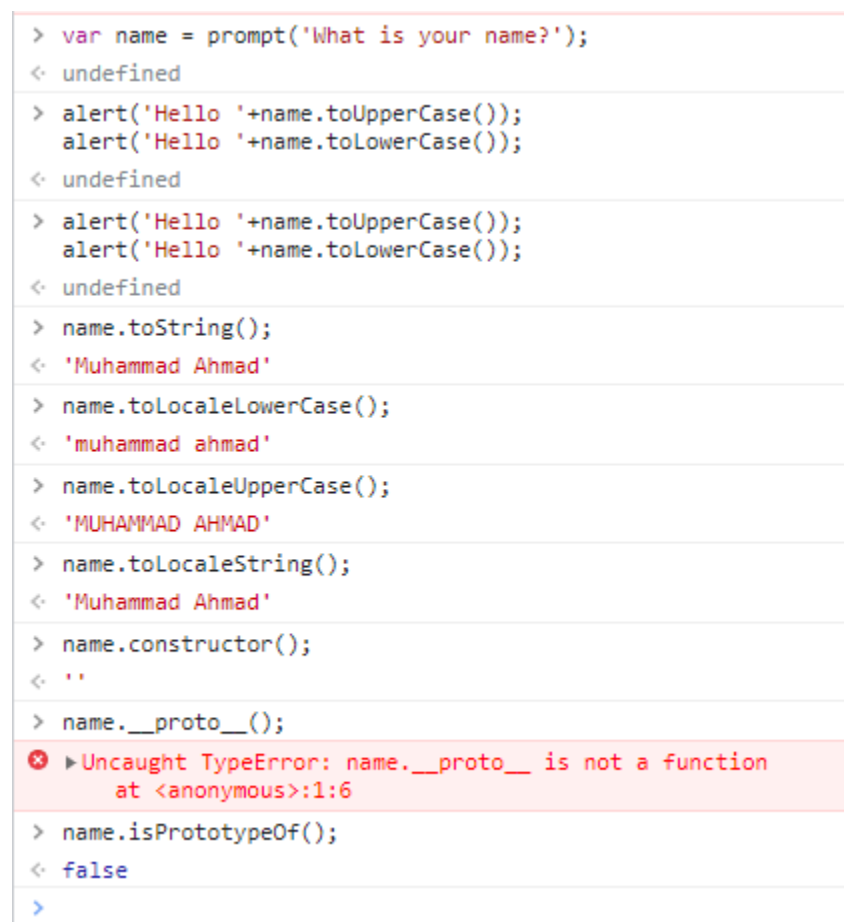 > var name = prompt('What is your name?');
<· undefined
> alert('Hello '+name.toUpperCase());
alert('Hello '+name.toLowerCase());
<· undefined
> alert('Hello '+name.toUpperCase());
alert('Hello '+name.toLowerCase());
<· undefined
> name.toString();
<· 'Muhammad Ahmad'
> name.toLocaleLowerCase();
<· 'muhammad ahmad'
> name.toLocaleUpperCase();
<· 'MUHAMMAD AHMAD'
> name.toLocaleString();
<· 'Muhammad Ahmad'
> name.constructor();
<· ''
> name.__proto__();
▶Uncaught TypeError: name.__proto__ is not a function
at <anonymous>:1:6
> name.isPrototypeOf();
<· false
>